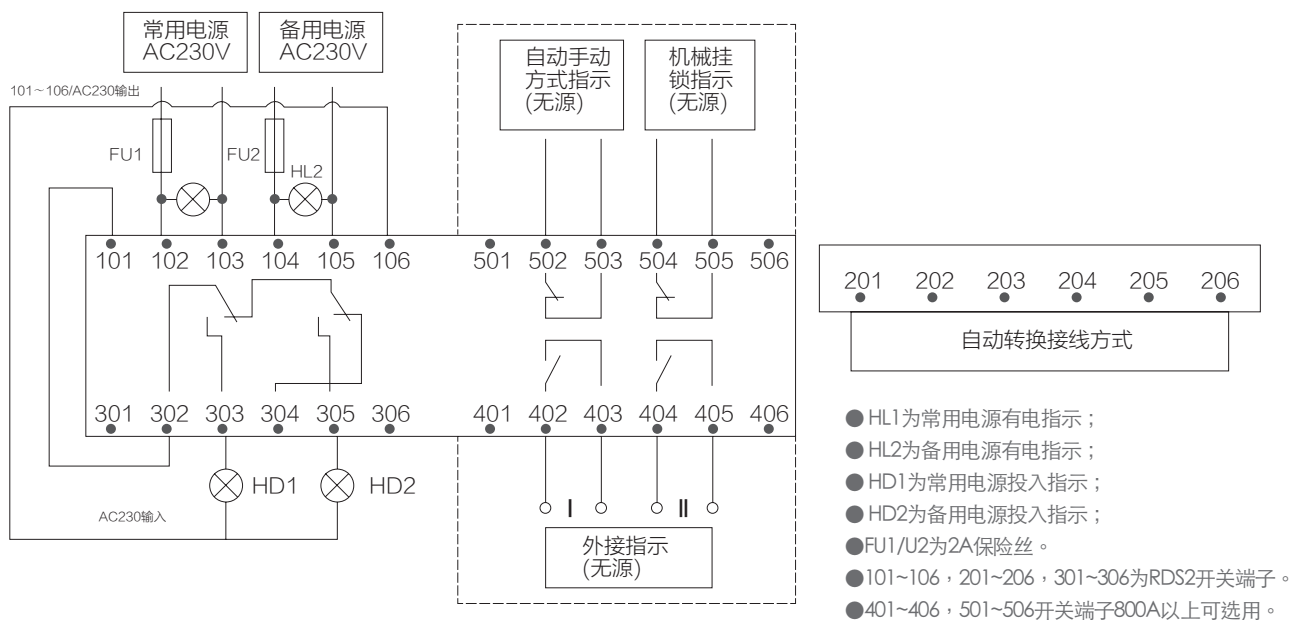 常用电源
AC230V
备用电源
AC230V
101~106/AC230输出
FU1
FU2
HL2
自动手动
方式指示
(无源)
机械挂
锁指示
(无源)
101 102 103 104 105 106
501 502 503 504 505 506
201 202 203 204 205 206
自动转换接线方式
301 302 303 304 305 306
401 402 403 404 405 406
HD1
HD2
AC230输入
I
II
外接指示
(无源)
●HL1为常用电源有电指示；
●HL2为备用电源有电指示；
●HD1为常用电源投入指示；
●HD2为备用电源投入指示；
●FU1/U2为2A保险丝。
●101~106，201~206，301~306为RDS2开关端子。
●401~406，501~506开关端子800A以上可选用。